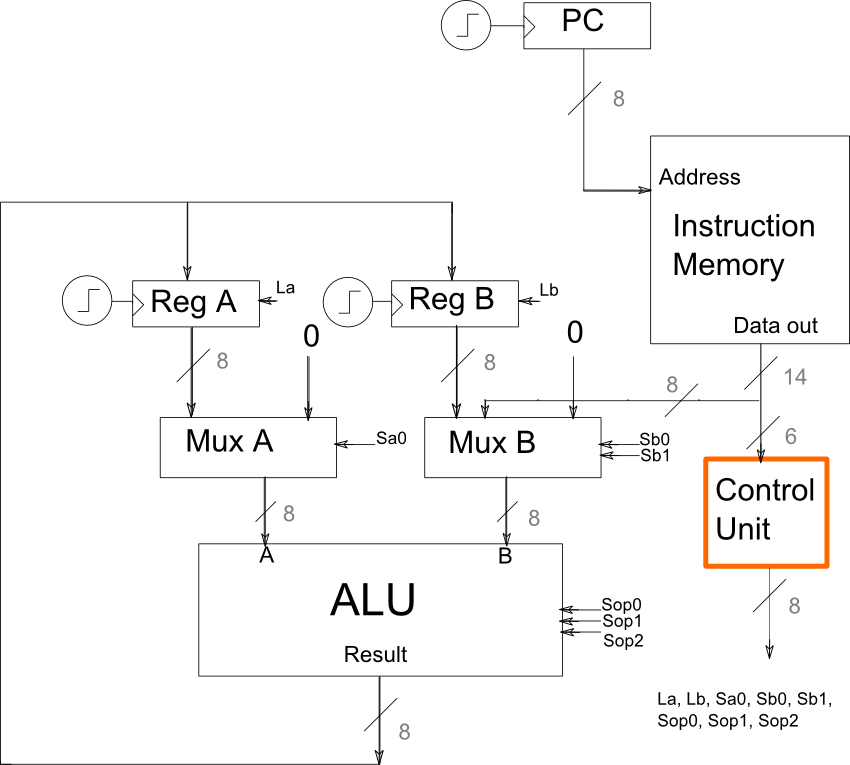 PC
8
Address
Instruction
Memory
Data out
La
Reg A
Lb
Reg B
0
0
8
8
8
14
6
Mux A
Sa0
Mux B
Sb0
Sb1
Control
Unit
8
8
A
B
ALU
Sop0
Sop1
Sop2
Result
8
8
La, Lb, Sa0, Sb0, Sb1,
Sop0, Sop1, Sop2